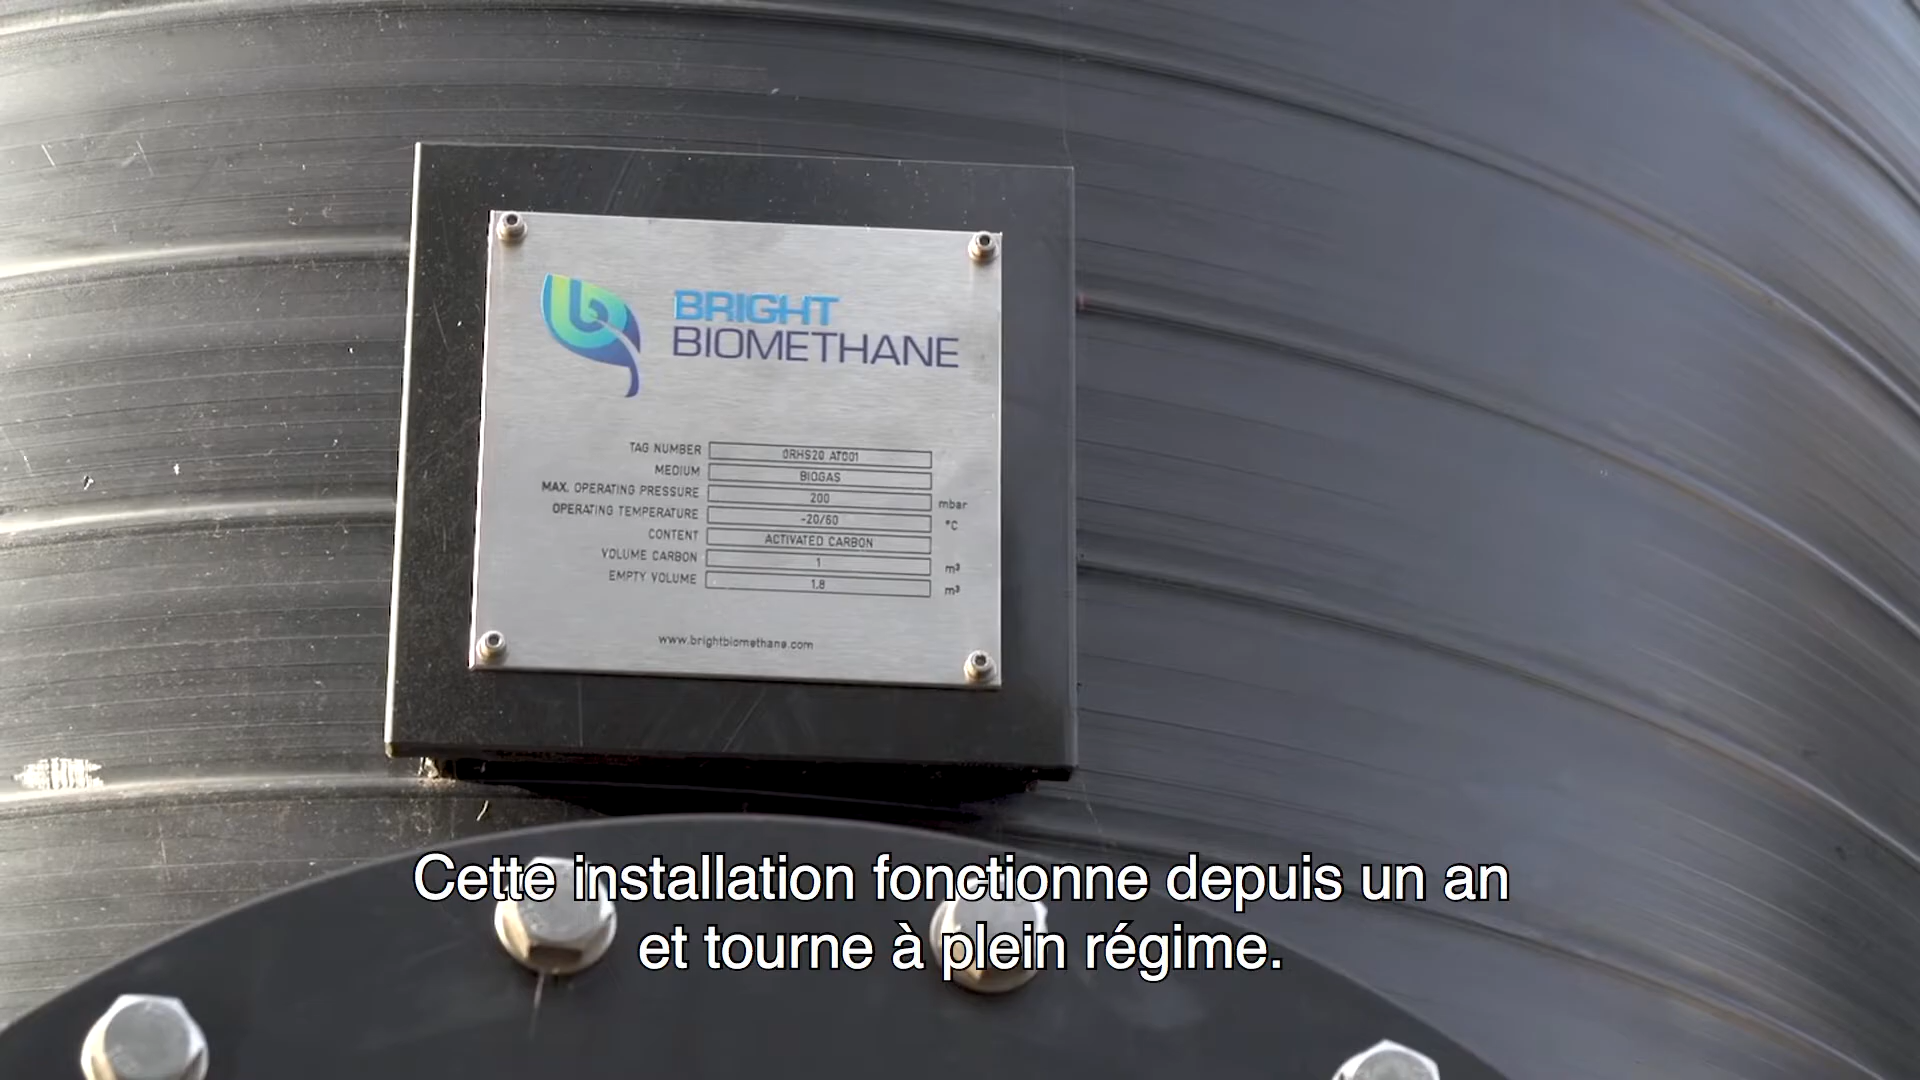 BRIGHT
BIOMETHANE
TAG NUMBER 0RHS20 AT001
MEDIUM BIOGAS
MAX. OPERATING PRESSURE 200 mbar
OPERATING TEMPERATURE -20/60 °C
CONTENT ACTIVATED CARBON
VOLUME CARBON 1 m³
EMPTY VOLUME 1.8 m³
www.brightbiomethane.com
Cette installation fonctionne depuis un an
et tourne à plein régime.